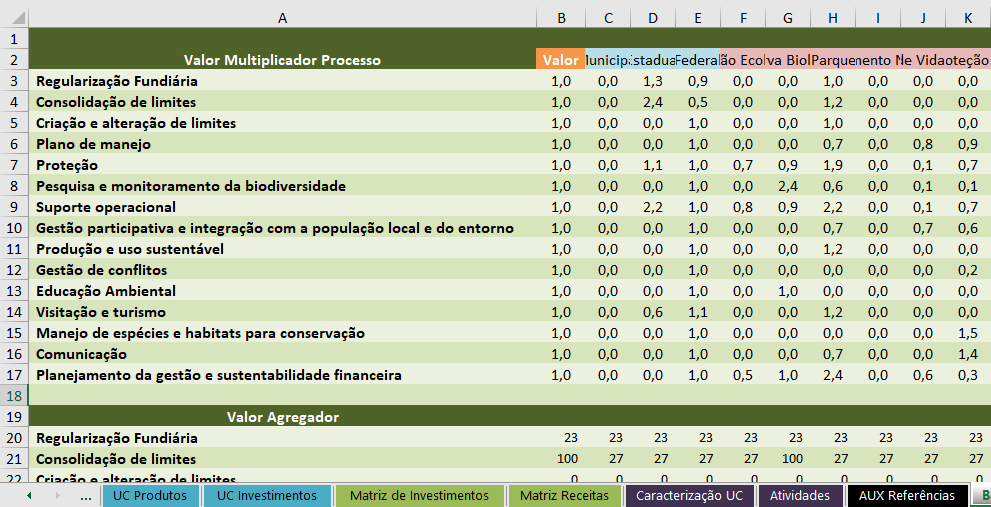 A B C D E F G H I J K
1
2 Valor Multiplicador Processo Valor Federa Parque
3 Regularização Fundiária 1,0 0,0 1,3 0,9 0,0 0,0 1,0 0,0 0,0 0,0
4 Consolidação de limites 1,0 0,0 2,4 0,5 0,0 0,0 1,2 0,0 0,0 0,0
5 Criação e alteração de limites 1,0 0,0 0,0 1,0 0,0 0,0 1,0 0,0 0,0 0,0
6 Plano de manejo 1,0 0,0 0,0 1,0 0,0 0,0 0,7 0,0 0,8 0,9
7 Proteção 1,0 0,0 1,1 1,0 0,7 0,9 1,9 0,0 0,1 0,7
8 Pesquisa e monitoramento da biodiversidade 1,0 0,0 0,0 1,0 0,0 2,4 0,6 0,0 0,1 0,1
9 Suporte operacional 1,0 0,0 2,2 1,0 0,8 0,9 2,2 0,0 0,1 0,7
10 Gestão participativa e integração com a população local e do entorno 1,0 0,0 0,0 1,0 0,0 0,0 0,7 0,0 0,7 0,6
11 Produção e uso sustentável 1,0 0,0 0,0 1,0 0,0 0,0 1,2 0,0 0,0 0,0
12 Gestão de conflitos 1,0 0,0 0,0 1,0 0,0 0,0 0,0 0,0 0,0 0,2
13 Educação Ambiental 1,0 0,0 0,0 1,0 0,0 1,0 0,0 0,0 0,0 0,0
14 Visitação e turismo 1,0 0,0 0,6 1,1 0,0 0,0 1,2 0,0 0,0 0,0
15 Manejo de espécies e habitats para conservação 1,0 0,0 0,0 1,0 0,0 0,0 0,0 0,0 0,0 1,5
16 Comunicação 1,0 0,0 0,0 1,0 0,0 0,0 0,7 0,0 0,0 1,4
17 Planejamento da gestão e sustentabilidade financeira 1,0 0,0 0,0 1,0 0,5 1,0 2,4 0,0 0,6 0,3
18
19 Valor Agregador
20 Regularização Fundiária 23 23 23 23 23 23 23 23 23 23
21 Consolidação de limites 100 27 27 27 27 100 27 27 27 27
22 Criação e alteração de limites 0 0 0 0 0 0 0 0 0 0
... UC Produtos UC Investimentos Matriz de Investimentos Matriz Receitas Caracterização UC Atividades AUX Referências B